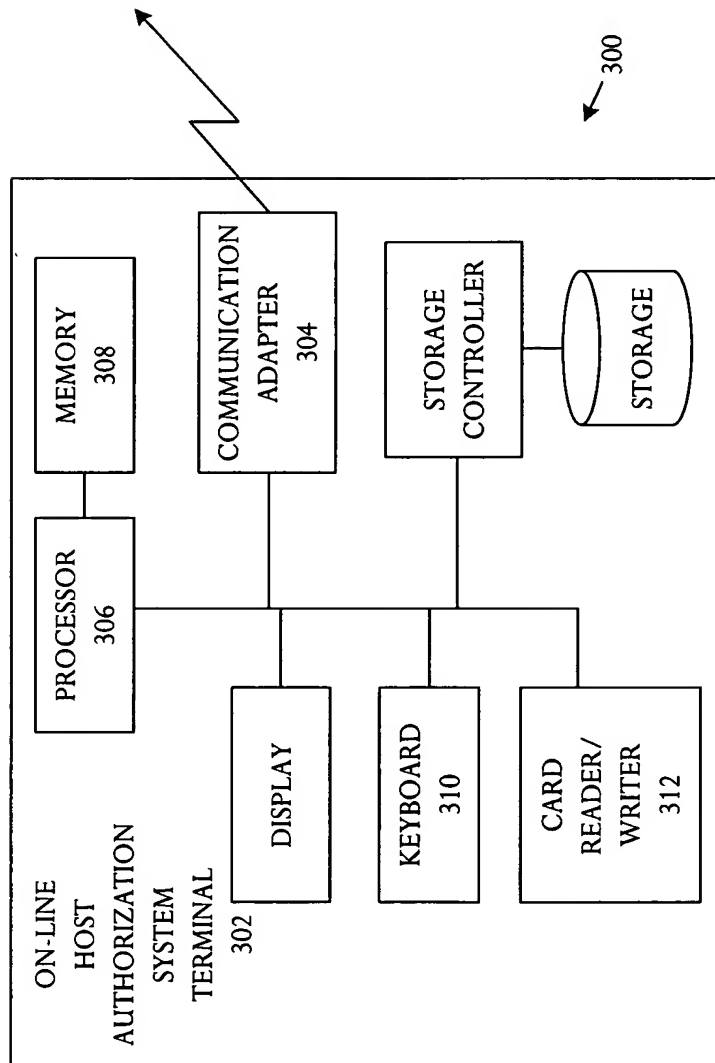 ON-LINE
HOST
AUTHORIZATION
SYSTEM
TERMINAL
302
PROCESSOR
306
MEMORY
308
DISPLAY
COMMUNICATION
ADAPTER
304
KEYBOARD
310
STORAGE
CONTROLLER
CARD
READER/
WRITER
312
STORAGE
300